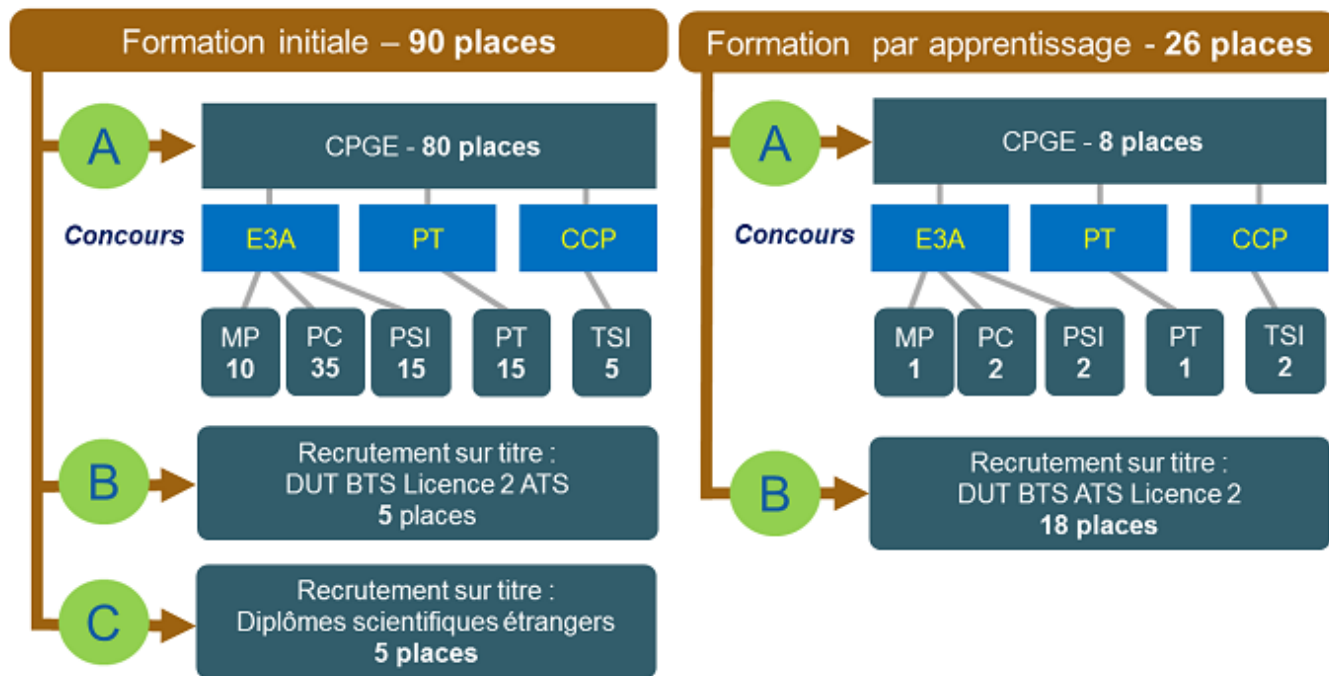 Formation initiale – 90 places
A
CPGE - 80 places
Concours
E3A
PT
CCP
MP
10
PC
35
PSI
15
PT
15
TSI
5
B
Recrutement sur titre :
DUT BTS Licence 2 ATS
5 places
C
Recrutement sur titre :
Diplômes scientifiques étrangers
5 places
Formation par apprentissage - 26 places
A
CPGE - 8 places
Concours
E3A
PT
CCP
MP
1
PC
2
PSI
2
PT
1
TSI
2
B
Recrutement sur titre :
DUT BTS ATS Licence 2
18 places